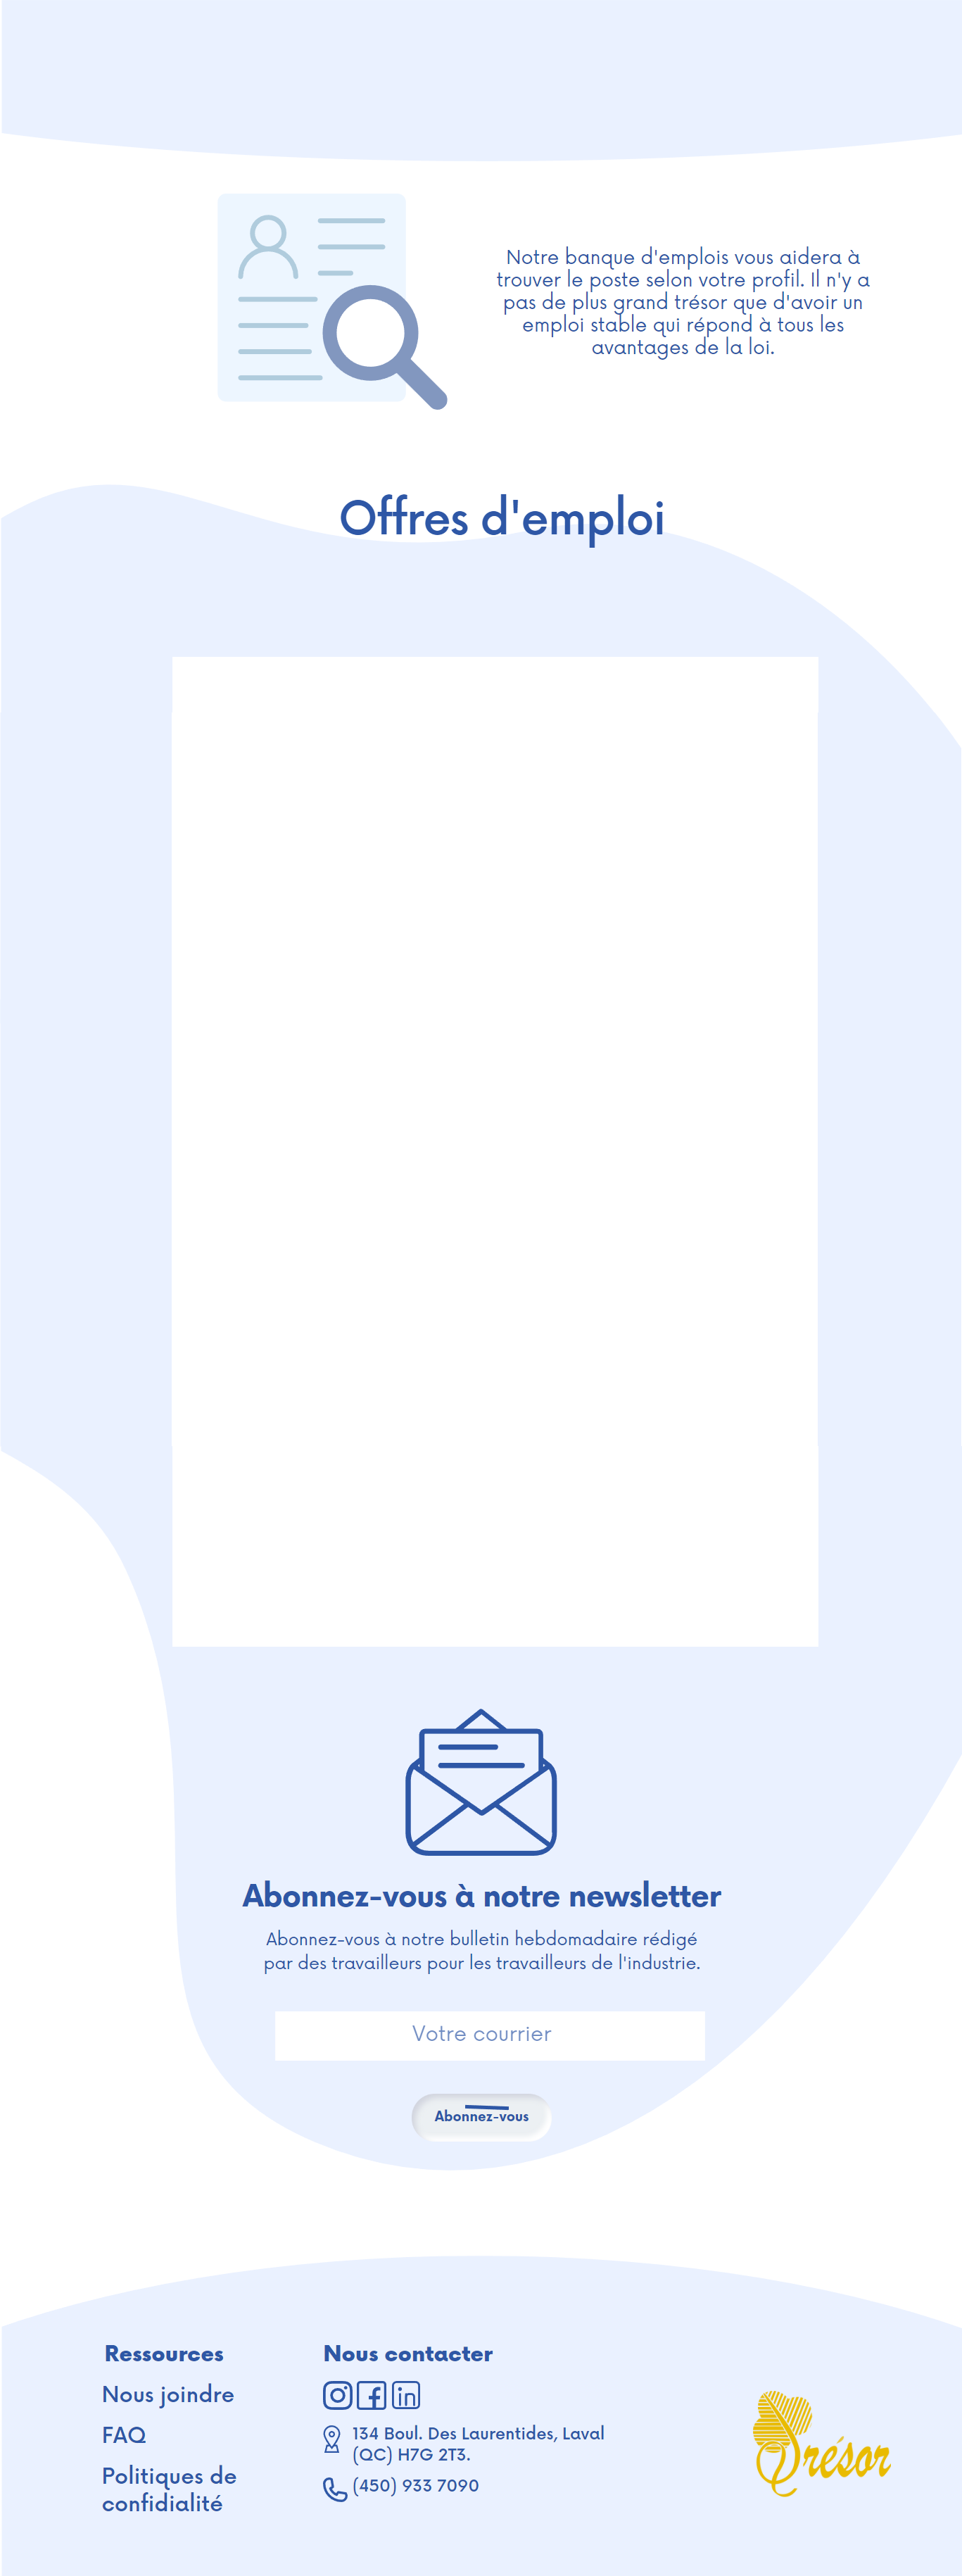 Notre banque d'emplois vous aidera à
trouver le poste selon votre profil. Il n'y a
pas de plus grand trésor que d'avoir un
emploi stable qui répond à tous les
avantages de la loi.
Offres d'emploi
Abonnez-vous à notre newsletter
Abonnez-vous à notre bulletin hebdomadaire rédigé
par des travailleurs pour les travailleurs de l'industrie.
Votre courrier
Abonnez-vous
Ressources
Nous joindre
FAQ
Politiques de
confidialité
Nous contacter
134 Boul. Des Laurentides, Laval
(QC) H7G 2T3.
(450) 933 7090
Trésor